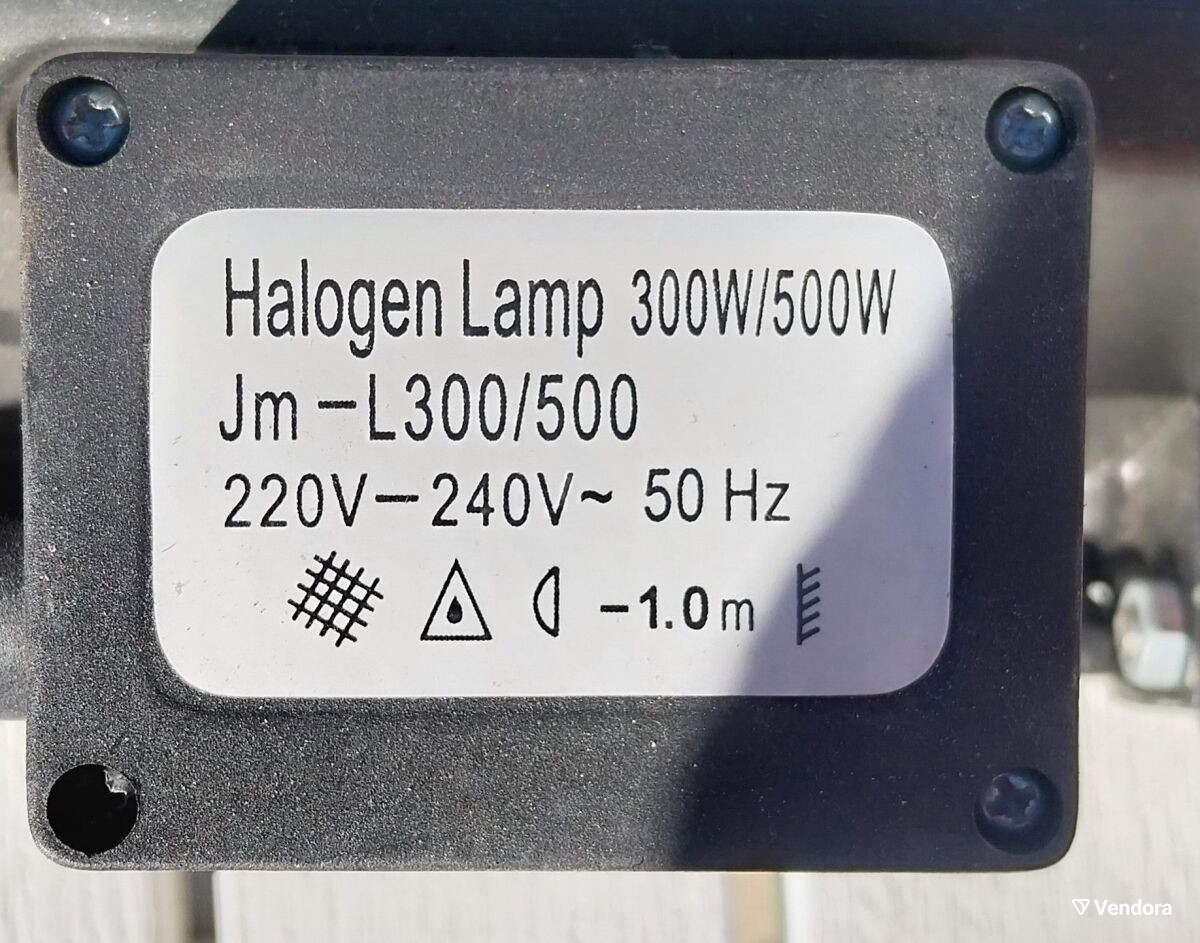 Halogen Lamp 300W/500W
Jm-L300/500
220V-240V~ 50 Hz
-1.0m
Vendora